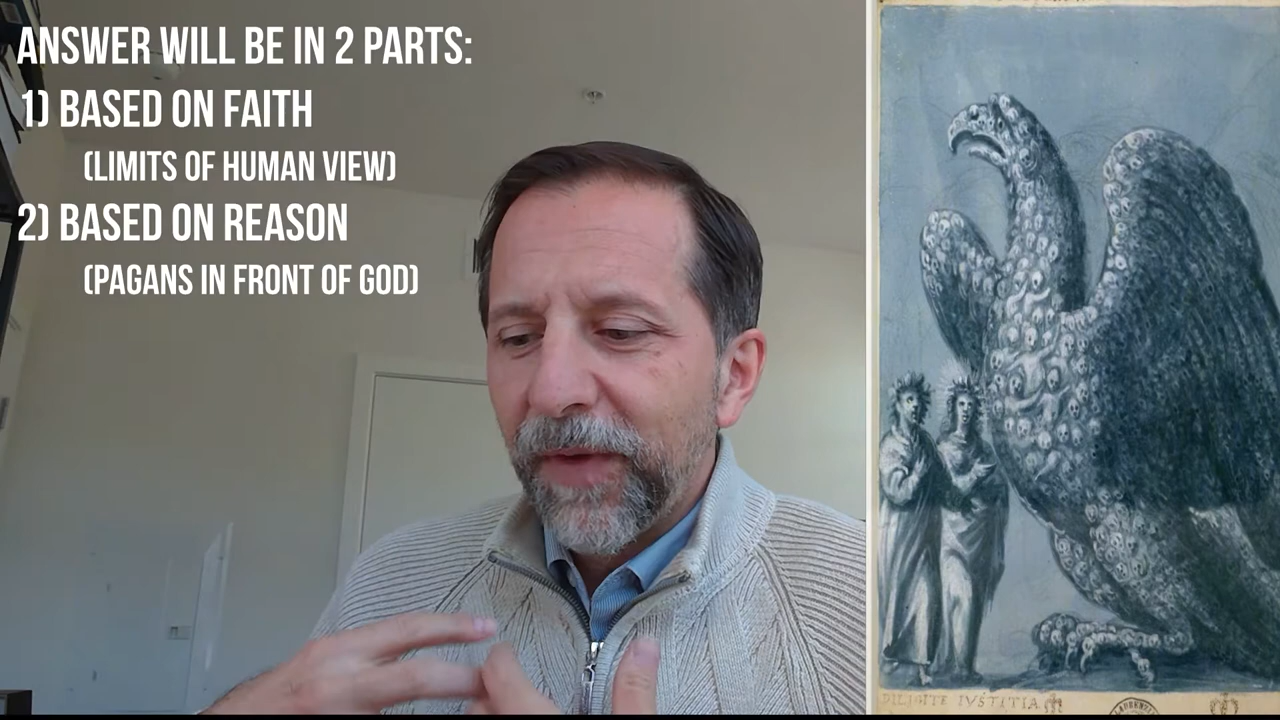 ANSWER WILL BE IN 2 PARTS:
1) BASED ON FAITH
(LIMITS OF HUMAN VIEW)
2) BASED ON REASON
(PAGANS IN FRONT OF GOD)
DILIGITE IVSTITIA